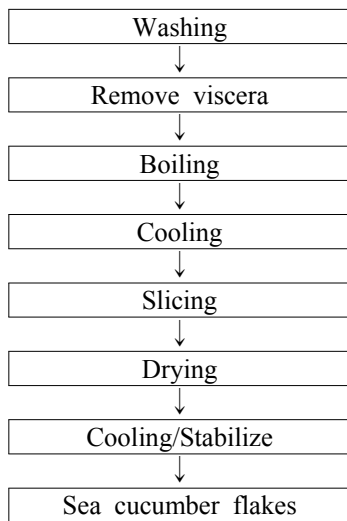 Washing
Remove viscera
Boiling
Cooling
Slicing
Drying
Cooling/Stabilize
Sea cucumber flakes